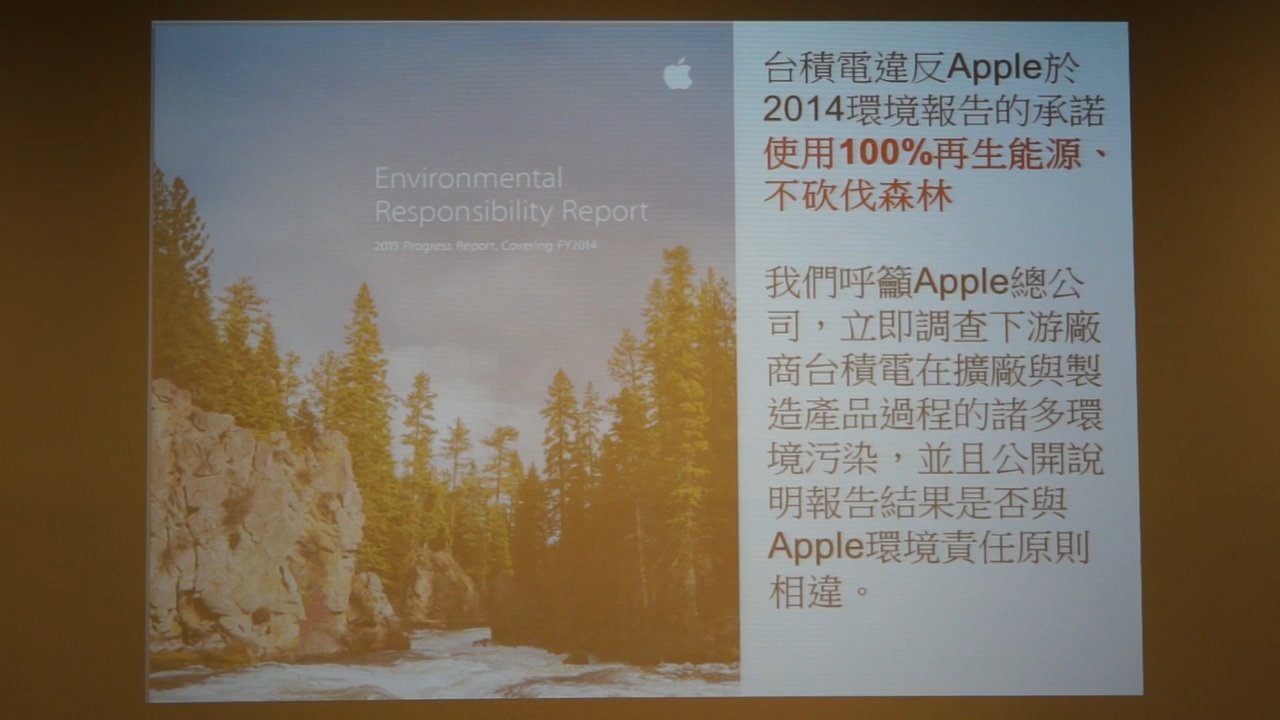 Environmental
Responsibility Report
2015 Progress Report, Covering FY2014
台積電違反Apple於
2014環境報告的承諾
使用100%再生能源、
不砍伐森林
我們呼籲Apple總公
司，立即調查下游廠
商台積電在擴廠與製
造產品過程的諸多環
境污染，並且公開說
明報告結果是否與
Apple環境責任原則
相違。